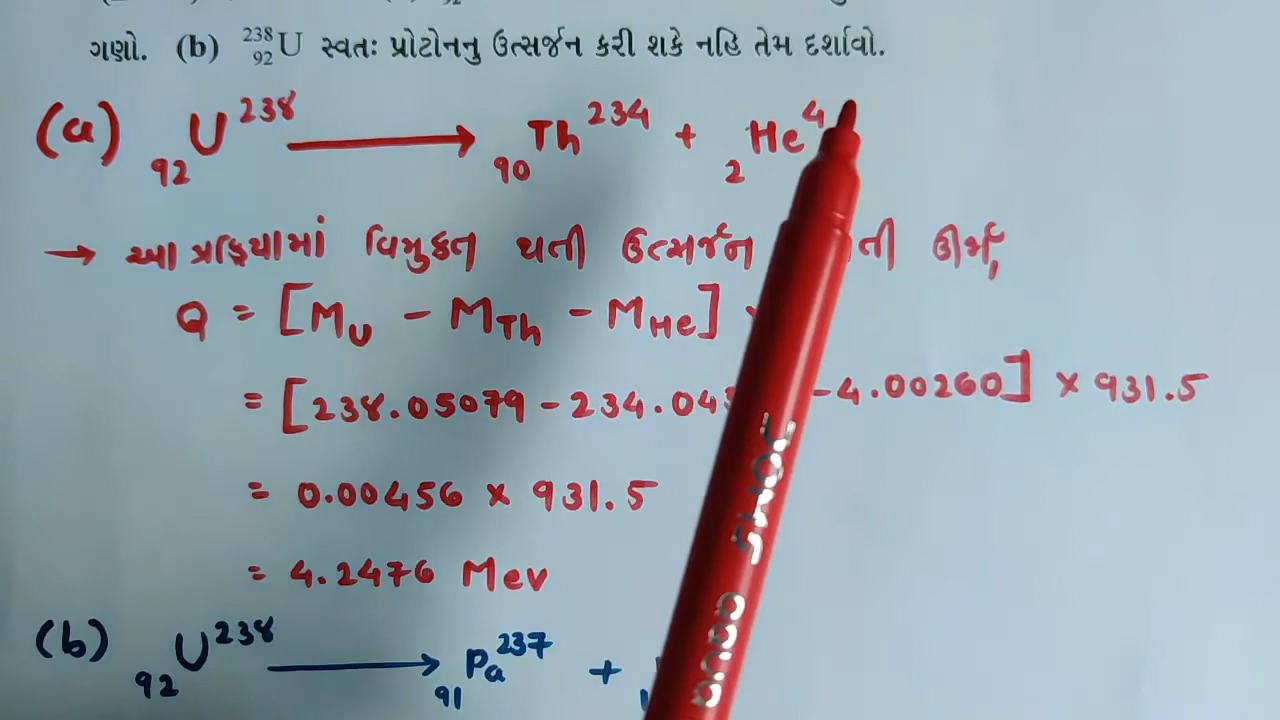 ગણો. (b) ²³⁸₉₂U સ્વતઃ પ્રોટોનનુ ઉત્સર્જન કરી શકે નહિ તેમ દર્શાવો.
(a) ₉₂U²³⁸ ⟶ ₉₀Th²³⁴ + ₂He⁴
→ આ પ્રક્રિયામાં વિમુક્ત થતી ઉત્સર્જન તી ઊર્જા,
Q = [M_U - M_Th - M_He]
= [238.05079 - 234.04 - 4.00260] × 931.5
= 0.00456 × 931.5
= 4.2476 Mev
(b) ₉₂U²³⁸ ⟶ ₉₁Pa²³⁷ +